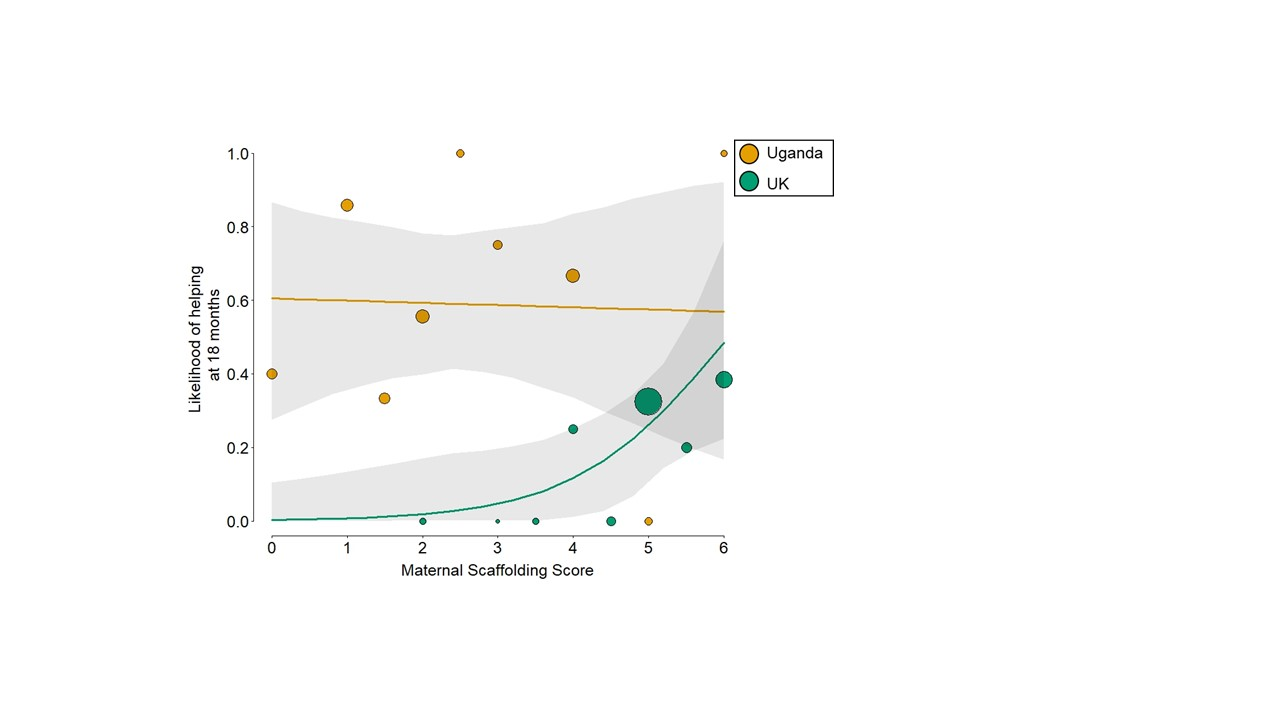 Uganda
UK
1.0
0.8
0.6
0.4
0.2
0.0
Likelihood of helping
at 18 months
0 1 2 3 4 5 6
Maternal Scaffolding Score